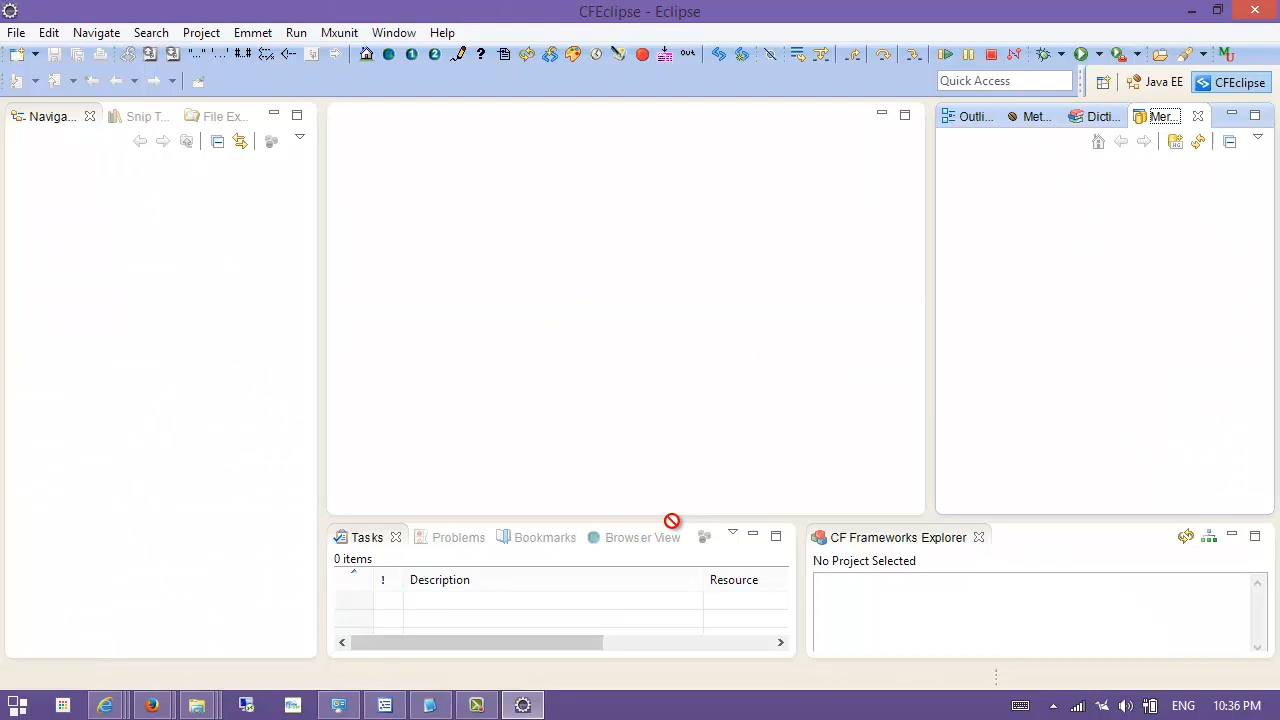 CFEclipse - Eclipse
File Edit Navigate Search Project Emmet Run Mxunit Window Help
Quick Access
Java EE
CFEclipse
Naviga...
Snip T...
File Ex...
Outli...
Met...
Dicti...
Mer...
Tasks
Problems
Bookmarks
Browser View
CF Frameworks Explorer
0 items
No Project Selected
! Description Resource
ENG 10:36 PM